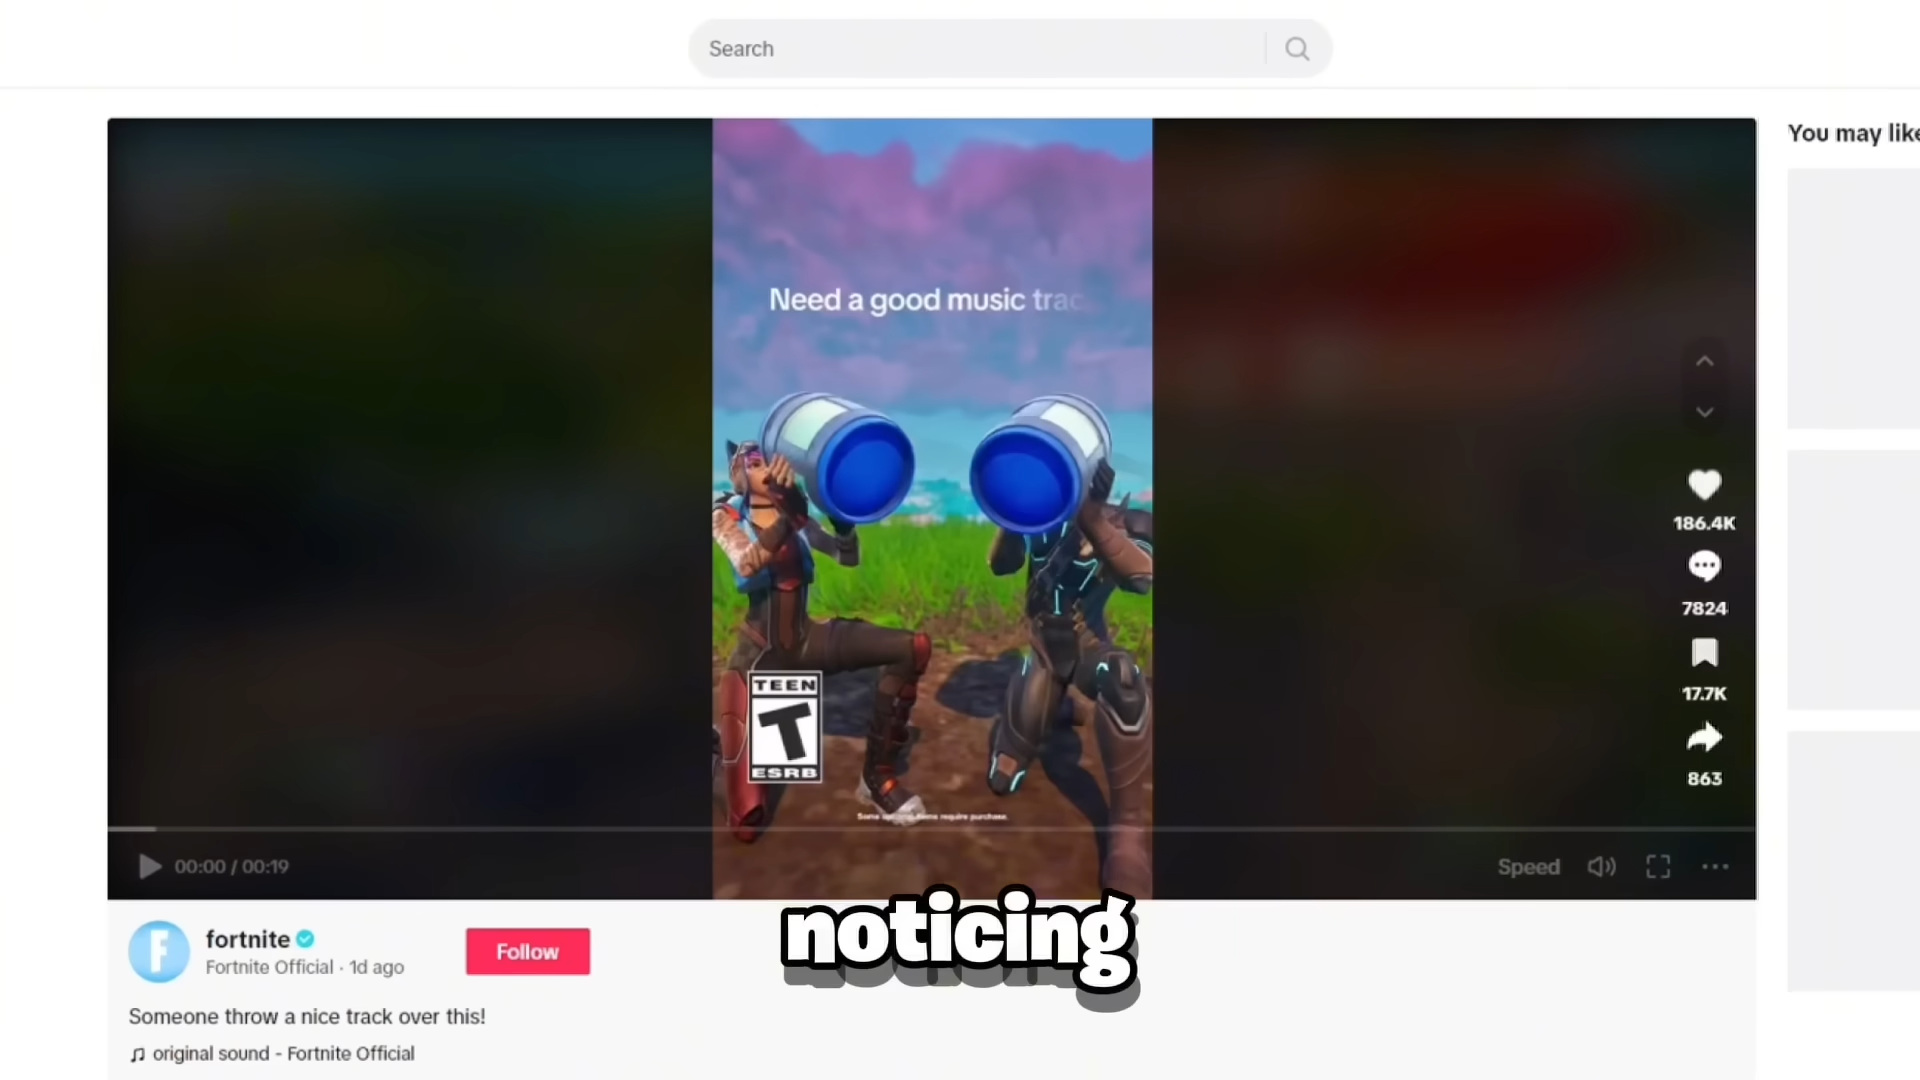 Search
You may like
Need a good music trac
186.4K
7824
17.7K
863
TEEN
T
ESRB
require purchase.
00:00 / 00:19
Speed
noticing
fortnite
Fortnite Official · 1d ago
Follow
Someone throw a nice track over this!
original sound - Fortnite Official